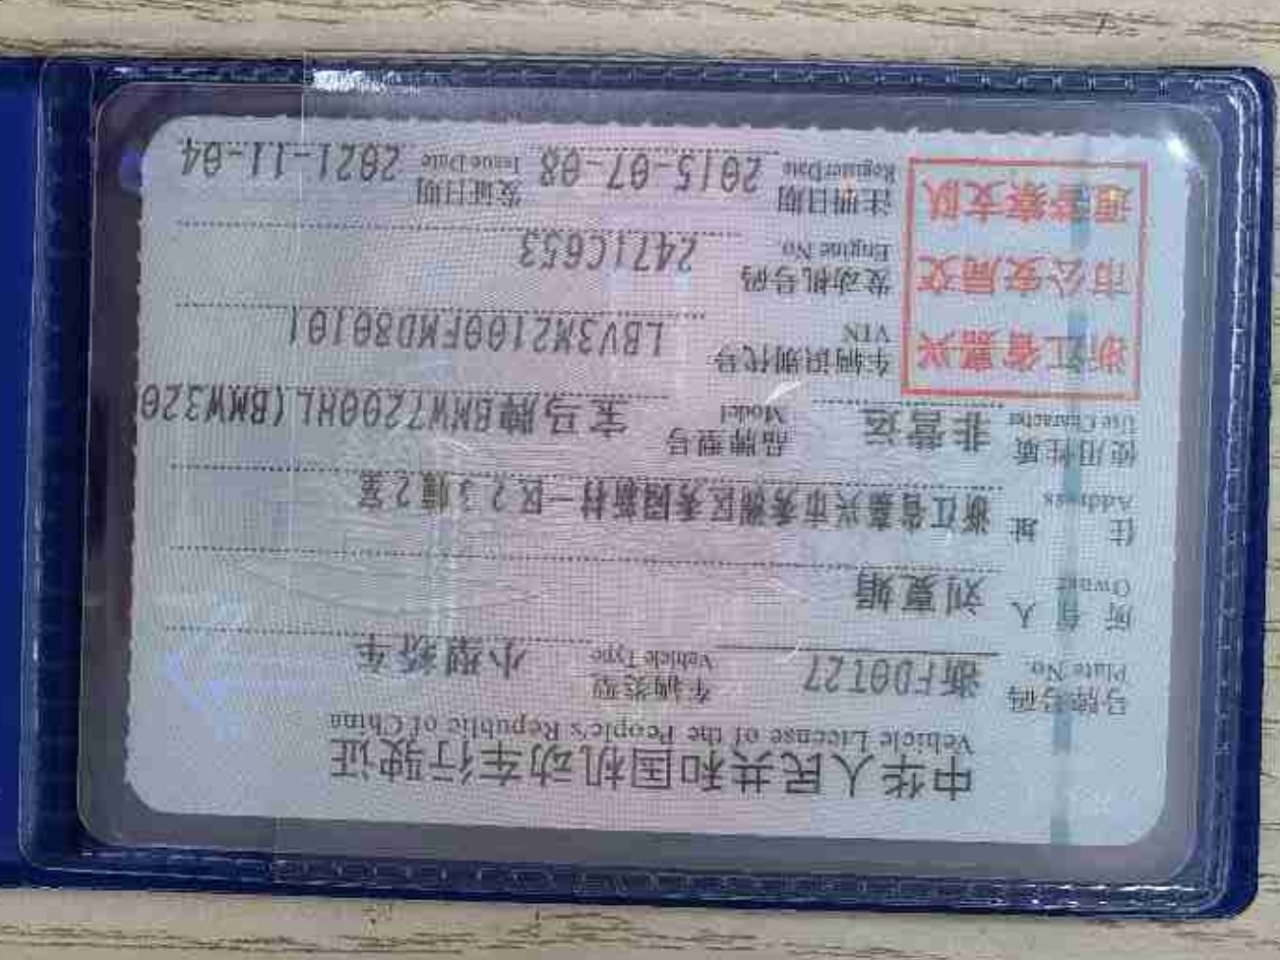 中华人民共和国机动车行驶证
Vehicle License of the People's Republic of China
号牌号码 Plate No. 浙FD0T27 车辆类型 Vehicle Type 小型轿车
所有人 Owner 刘夏娟
住址 Address 浙江省嘉兴市秀洲区秀园新村一区23幢2室
使用性质 Use Character 非营运 品牌型号 Model 宝马牌BMW7200HL(BMW320
浙江省嘉兴
市公安局交
通警察支队
车辆识别代号 VIN LBV3M2100FMD80101
发动机号码 Engine No. 2471C653
注册日期 Register Date 2015-07-08 发证日期 Issue Date 2021-11-04